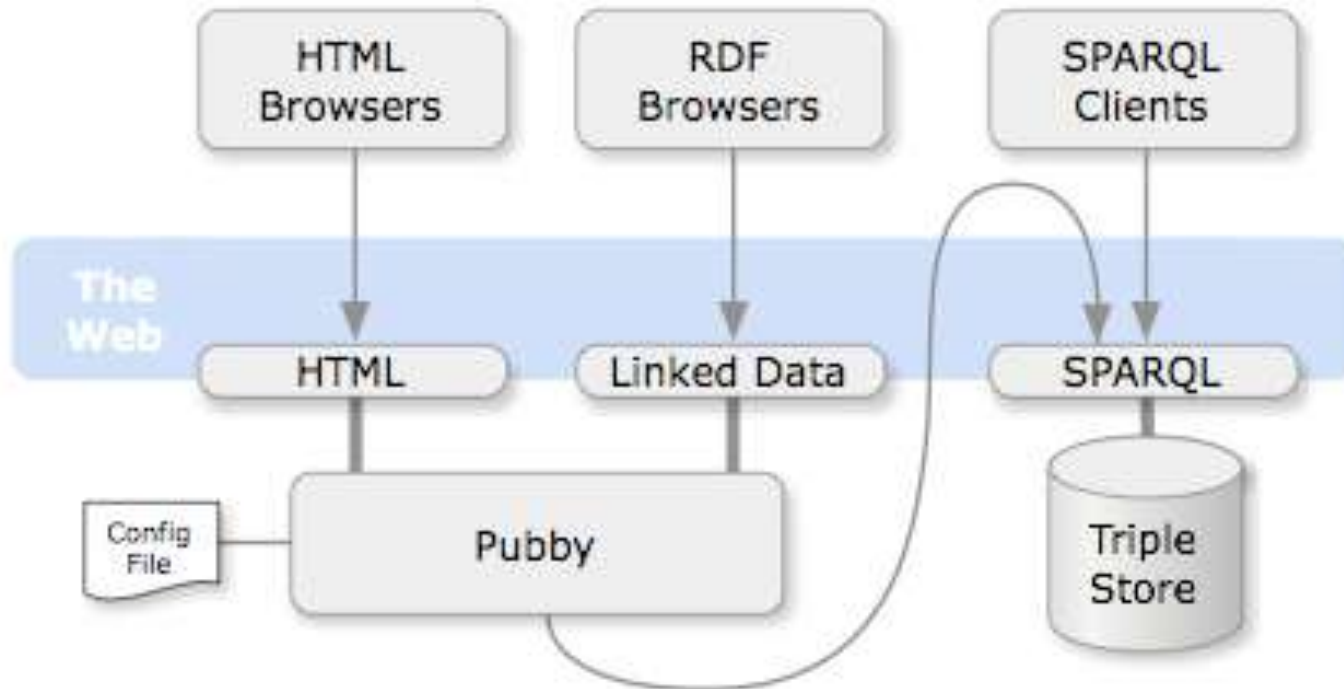 HTML
Browsers
RDF
Browsers
SPARQL
Clients
The
Web
HTML
Linked Data
SPARQL
Config
File
Pubby
Triple
Store